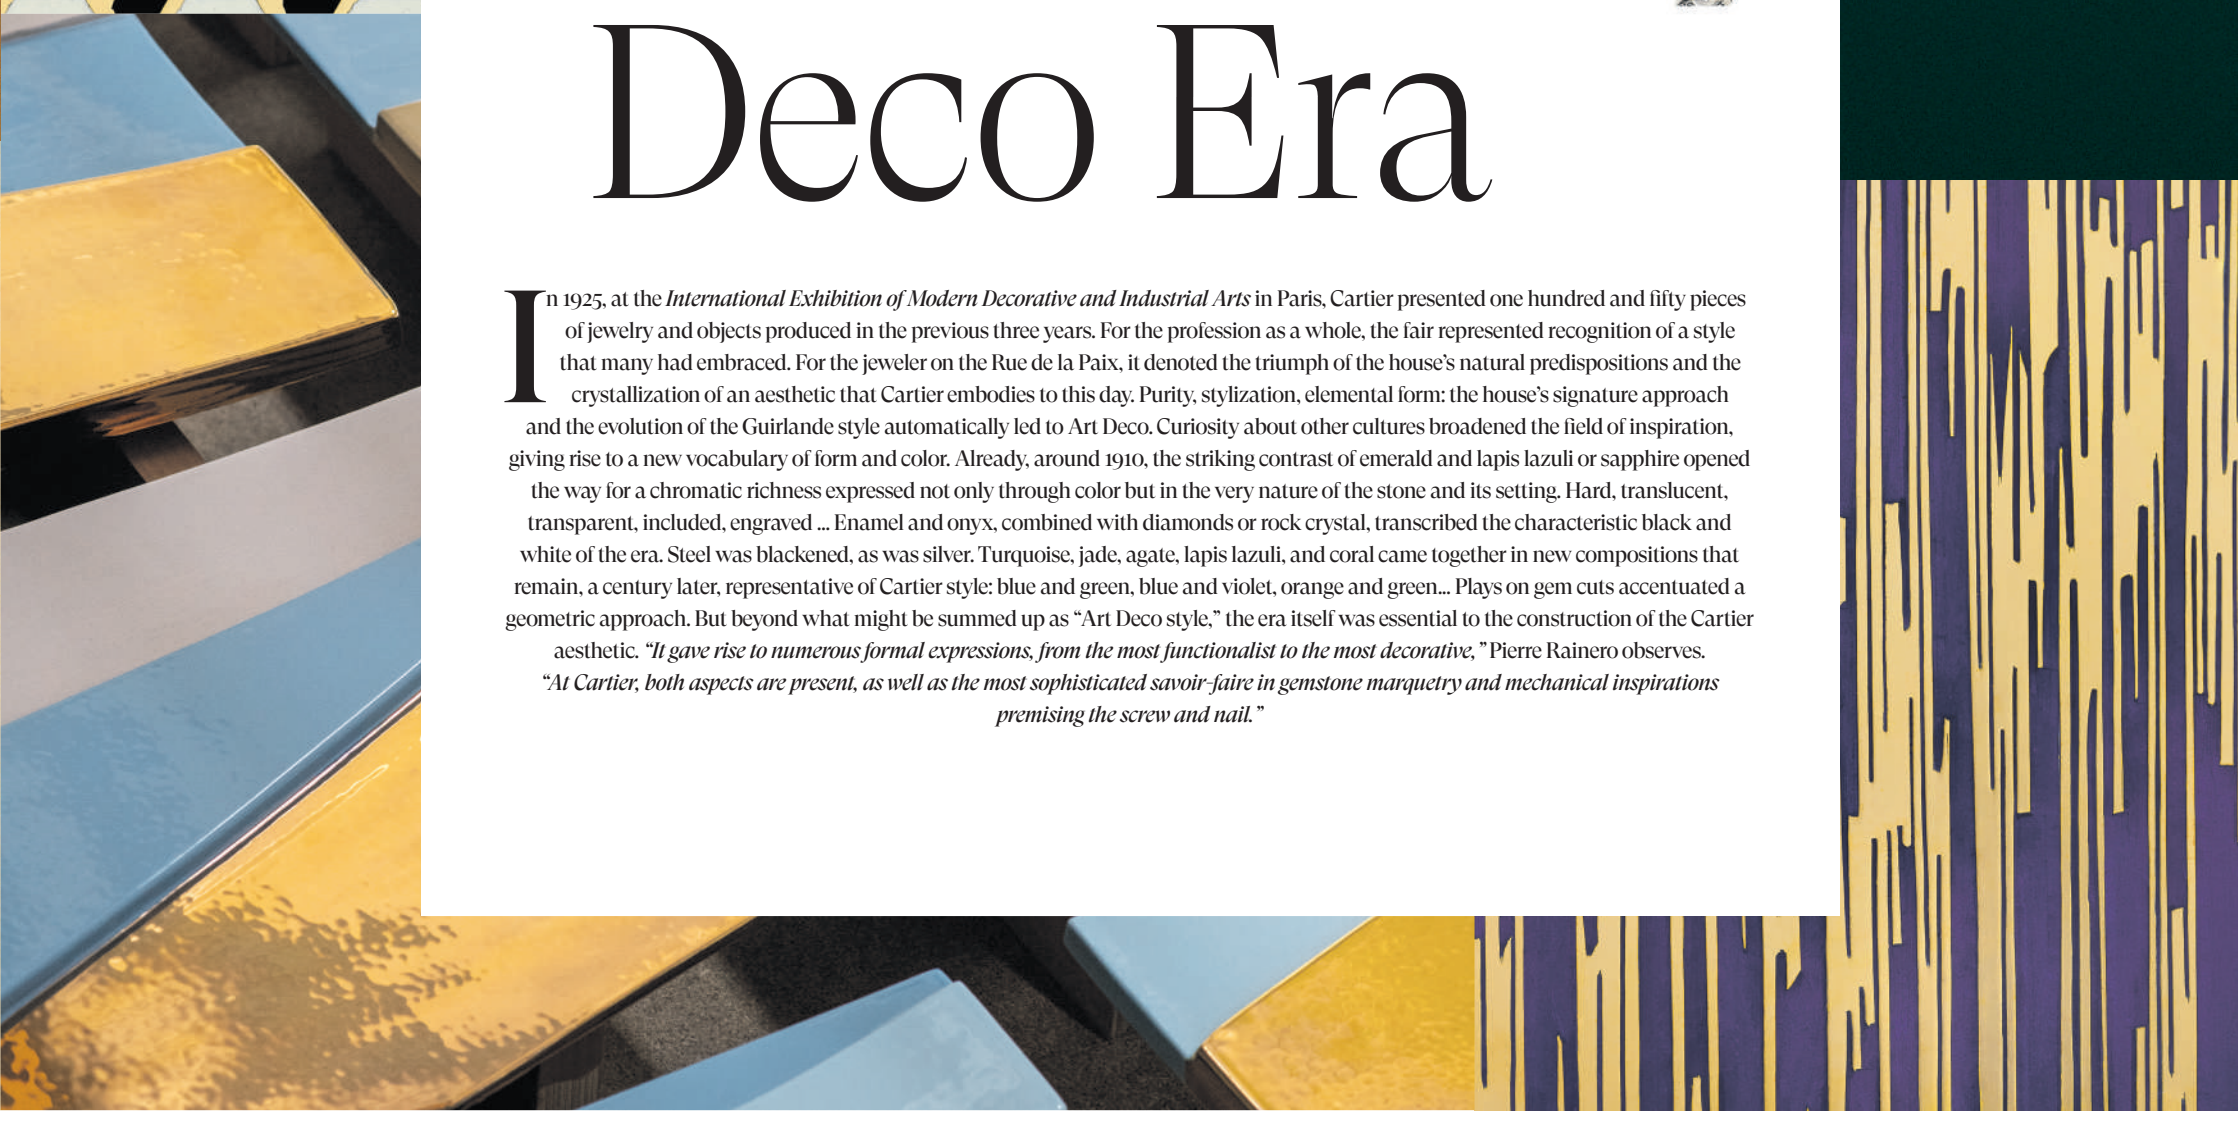 Deco Era
In 1925, at the International Exhibition of Modern Decorative and Industrial Arts in Paris, Cartier presented one hundred and fifty pieces
of jewelry and objects produced in the previous three years. For the profession as a whole, the fair represented recognition of a style
that many had embraced. For the jeweler on the Rue de la Paix, it denoted the triumph of the house’s natural predispositions and the
crystallization of an aesthetic that Cartier embodies to this day. Purity, stylization, elemental form: the house’s signature approach
and the evolution of the Guirlande style automatically led to Art Deco. Curiosity about other cultures broadened the field of inspiration,
giving rise to a new vocabulary of form and color. Already, around 1910, the striking contrast of emerald and lapis lazuli or sapphire opened
the way for a chromatic richness expressed not only through color but in the very nature of the stone and its setting. Hard, translucent,
transparent, included, engraved ... Enamel and onyx, combined with diamonds or rock crystal, transcribed the characteristic black and
white of the era. Steel was blackened, as was silver. Turquoise, jade, agate, lapis lazuli, and coral came together in new compositions that
remain, a century later, representative of Cartier style: blue and green, blue and violet, orange and green... Plays on gem cuts accentuated a
geometric approach. But beyond what might be summed up as “Art Deco style,” the era itself was essential to the construction of the Cartier
aesthetic. “It gave rise to numerous formal expressions, from the most functionalist to the most decorative,” Pierre Rainero observes.
“At Cartier, both aspects are present, as well as the most sophisticated savoir-faire in gemstone marquetry and mechanical inspirations
premising the screw and nail.”